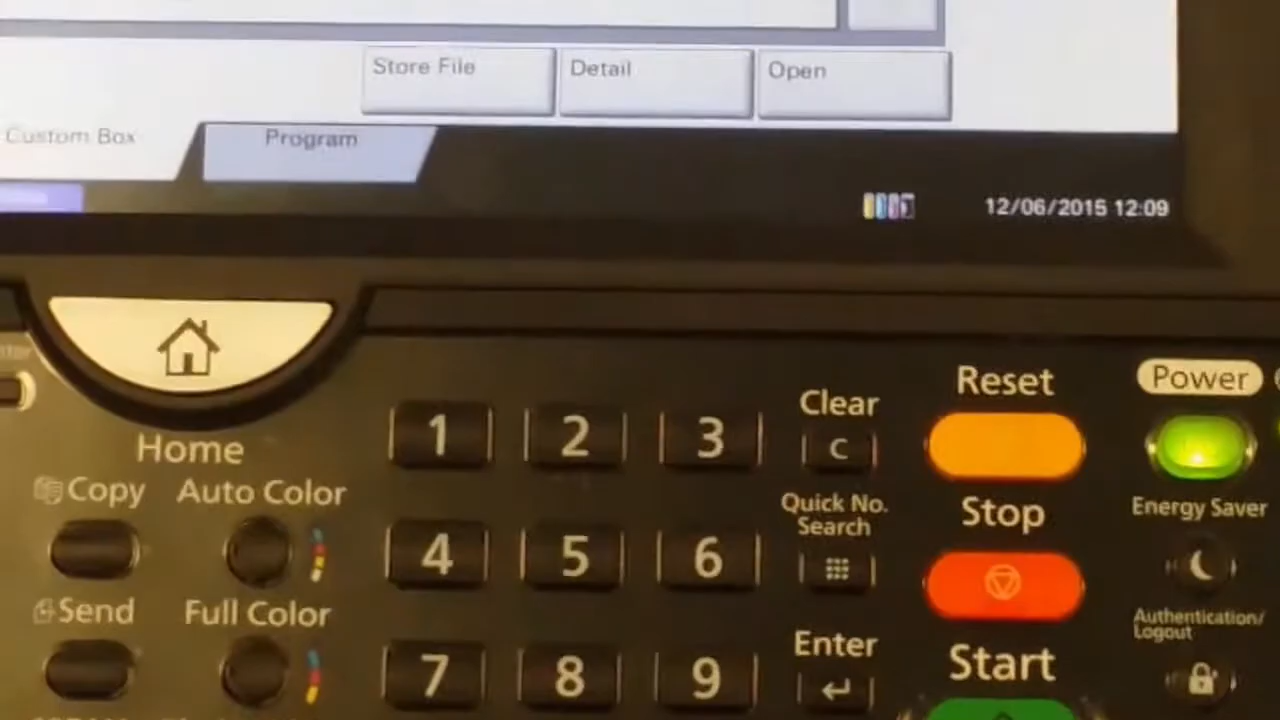 Store File
Detail
Open
Custom Box
Program
12/06/2015 12:09
Home
Copy
Auto Color
Send
Full Color
1
2
3
4
5
6
7
8
9
Clear
C
Quick No.
Search
Enter
Reset
Stop
Start
Power
Energy Saver
Authentication/
Logout